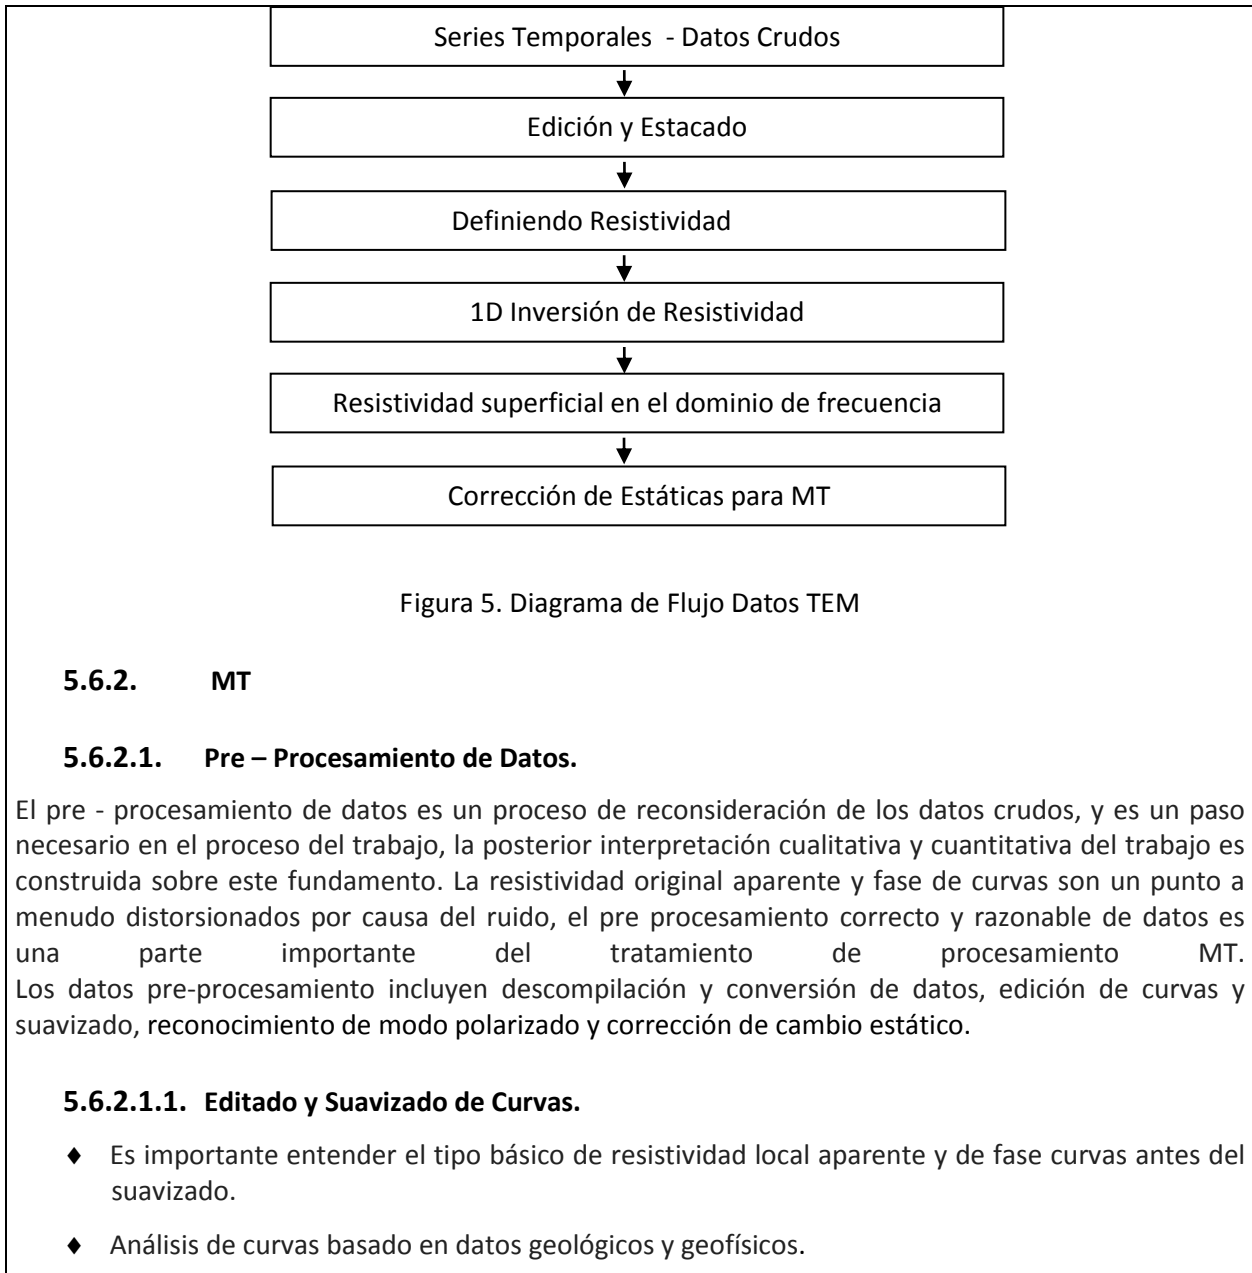 Series Temporales - Datos Crudos
Edición y Estacado
Definiendo Resistividad
1D Inversión de Resistividad
Resistividad superficial en el dominio de frecuencia
Corrección de Estáticas para MT
Figura 5. Diagrama de Flujo Datos TEM
5.6.2. MT
5.6.2.1. Pre – Procesamiento de Datos.
El pre - procesamiento de datos es un proceso de reconsideración de los datos crudos, y es un paso
necesario en el proceso del trabajo, la posterior interpretación cualitativa y cuantitativa del trabajo es
construida sobre este fundamento. La resistividad original aparente y fase de curvas son un punto a
menudo distorsionados por causa del ruido, el pre procesamiento correcto y razonable de datos es
una parte importante del tratamiento de procesamiento MT.
Los datos pre-procesamiento incluyen descompilación y conversión de datos, edición de curvas y
suavizado, reconocimiento de modo polarizado y corrección de cambio estático.
5.6.2.1.1. Editado y Suavizado de Curvas.
♦ Es importante entender el tipo básico de resistividad local aparente y de fase curvas antes del
suavizado.
♦ Análisis de curvas basado en datos geológicos y geofísicos.